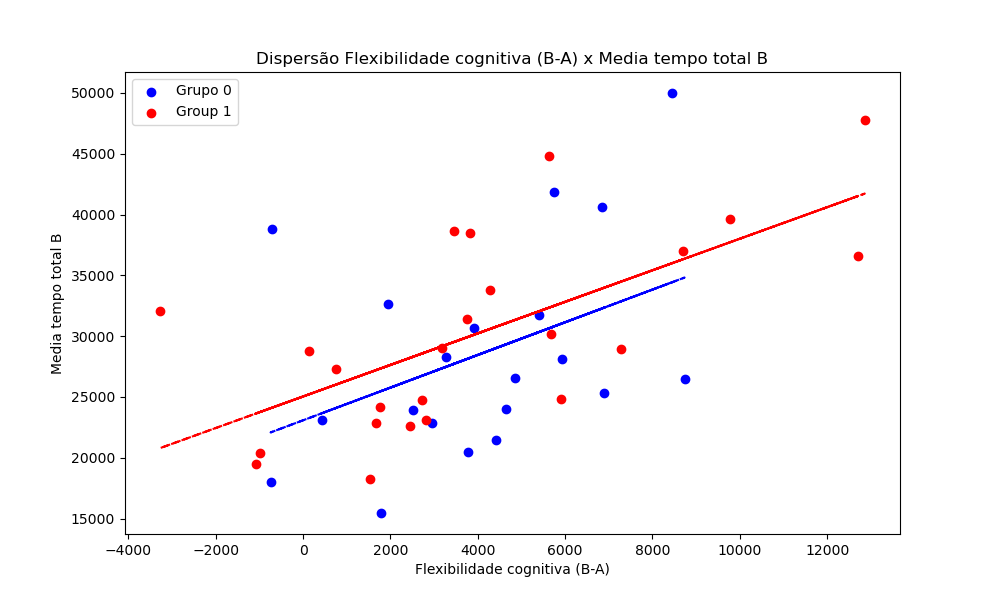 Dispersão Flexibilidade cognitiva (B-A) x Media tempo total B
Grupo 0
Group 1
Media tempo total B
50000
45000
40000
35000
30000
25000
20000
15000
−4000 −2000 0 2000 4000 6000 8000 10000 12000
Flexibilidade cognitiva (B-A)